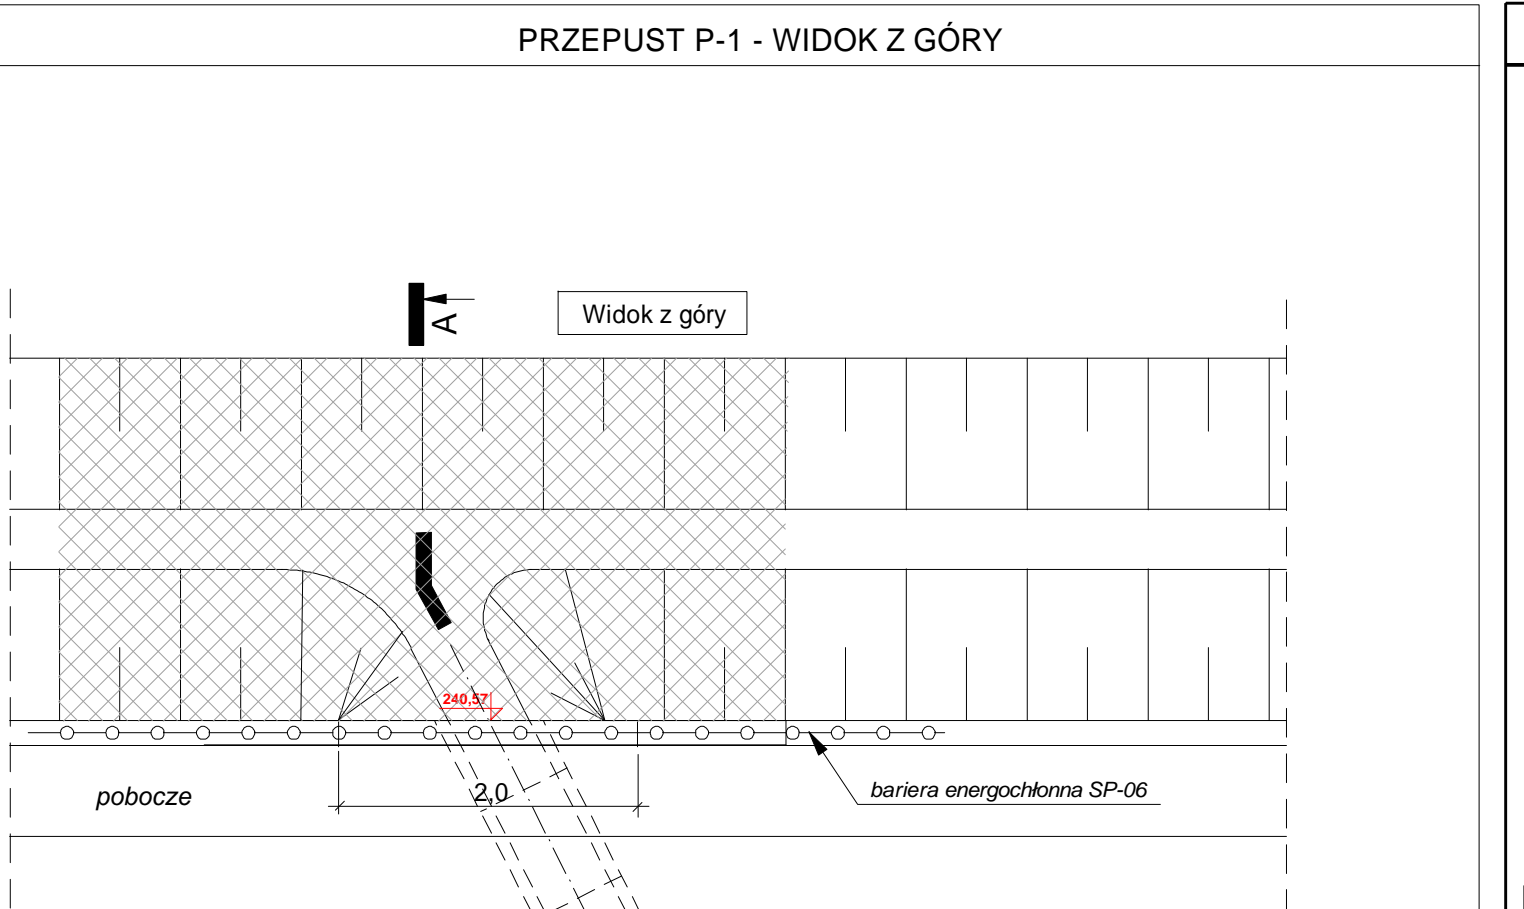 PRZEPUST P-1 - WIDOK Z GÓRY
A
Widok z góry
240,57
pobocze
2,0
bariera energochłonna SP-06